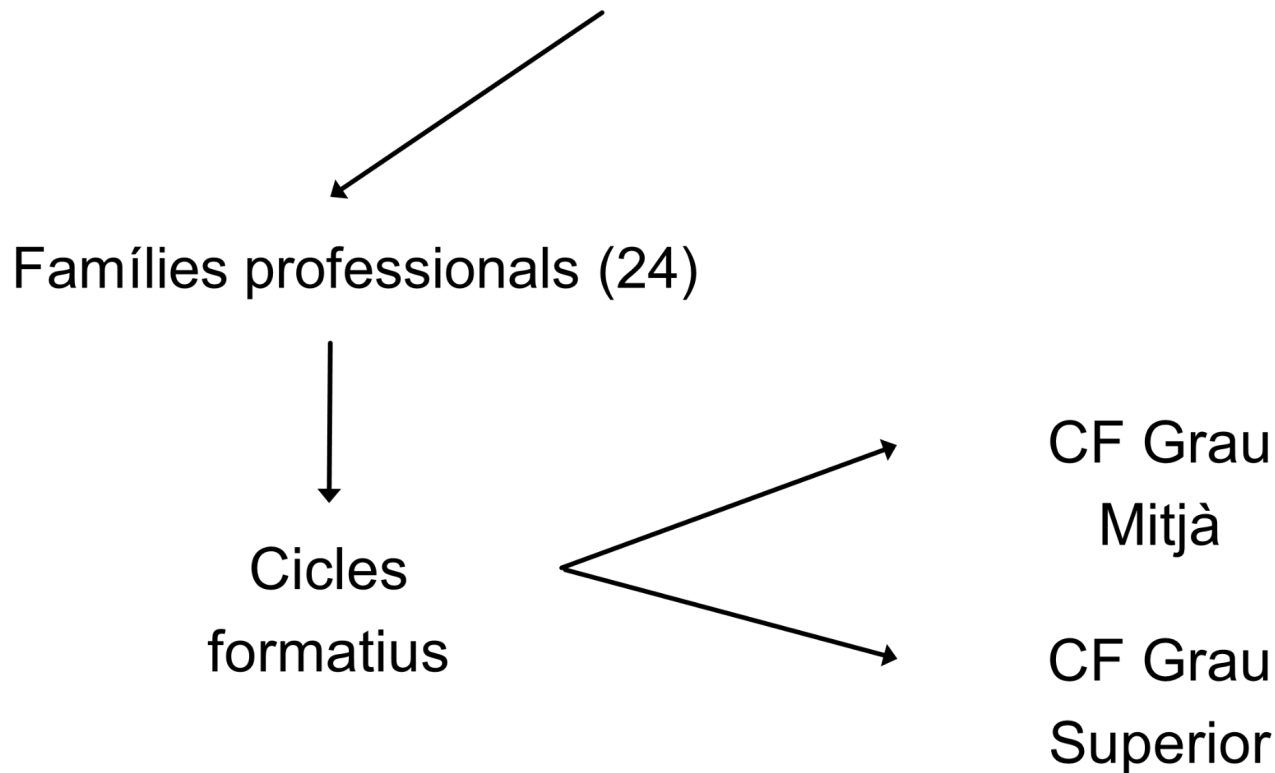 Famílies professionals (24)
Cicles
formatius
CF Grau
Mitjà
CF Grau
Superior